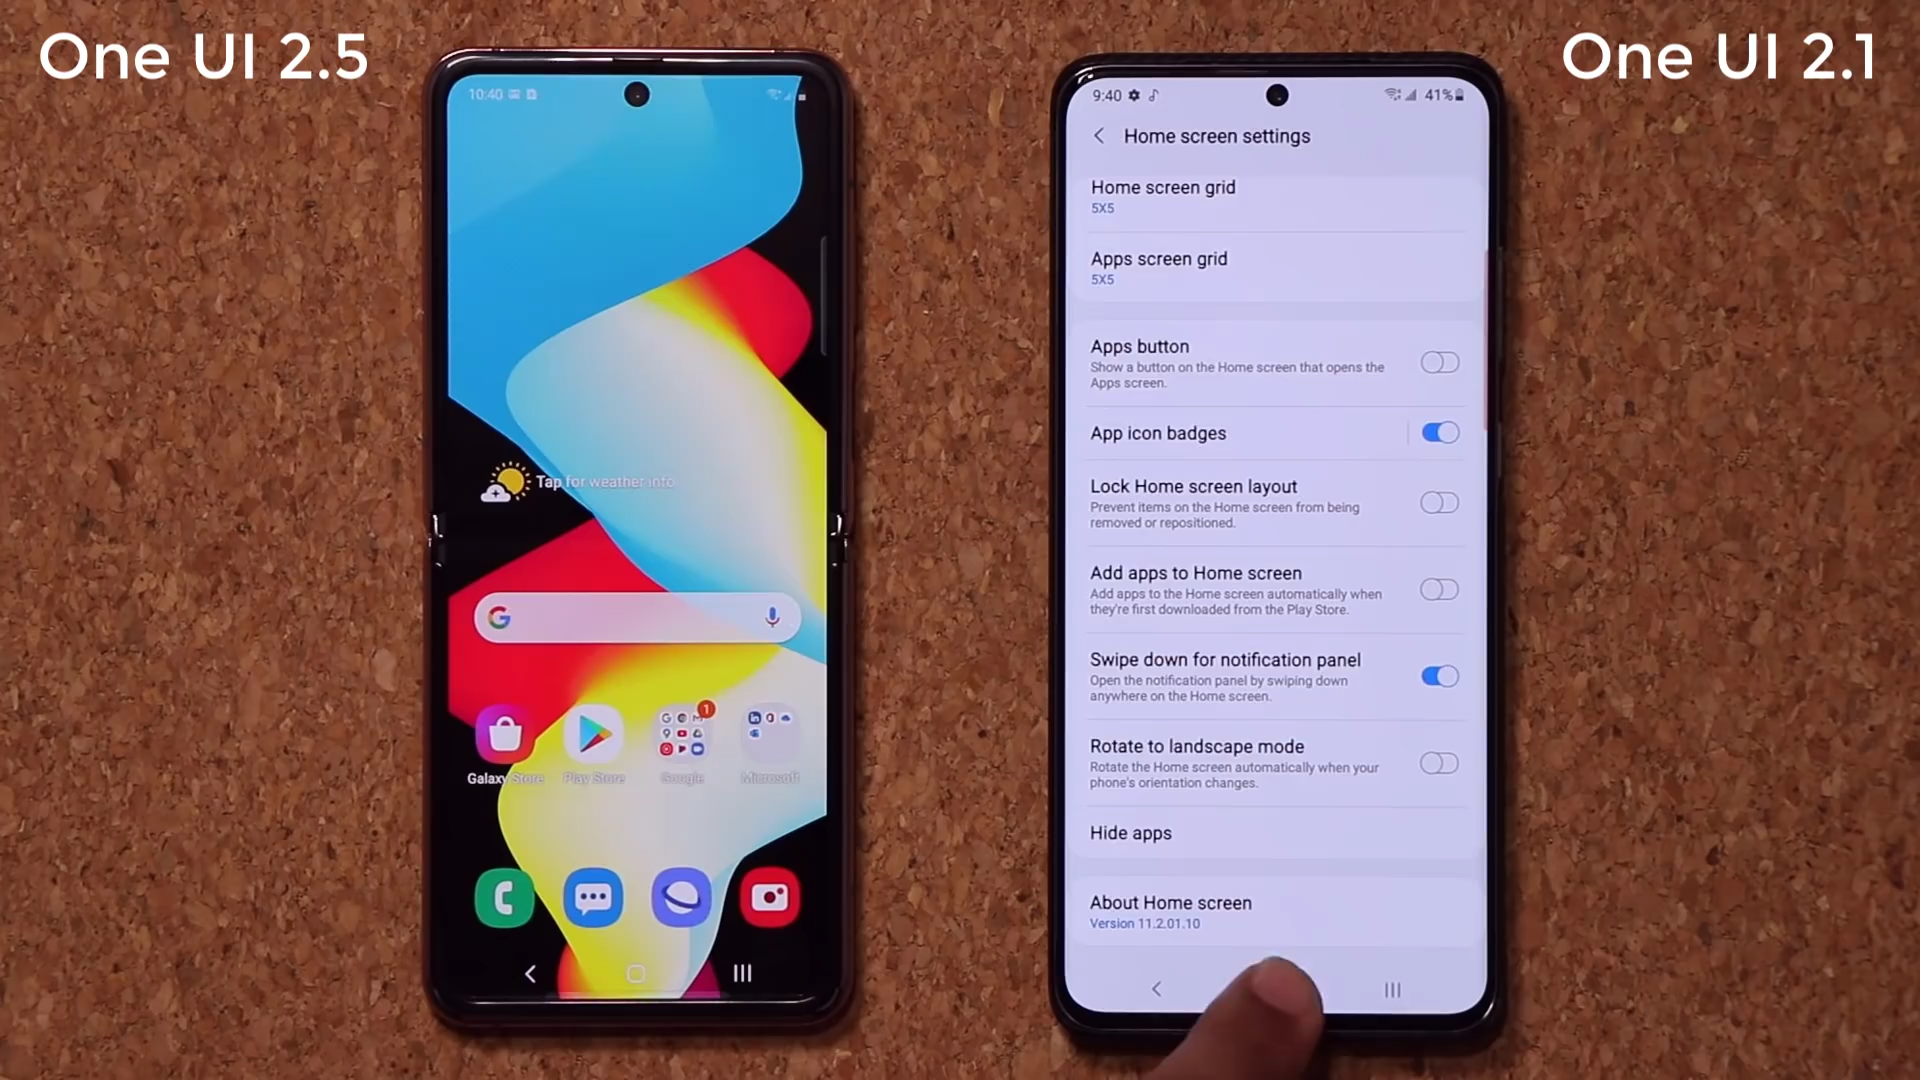 One UI 2.5
One UI 2.1
10:40
Tap for weather info
1
Galaxy Store
Play Store
Google
Microsoft
9:40
41%
Home screen settings
Home screen grid
5X5
Apps screen grid
5X5
Apps button
Show a button on the Home screen that opens the
Apps screen.
App icon badges
Lock Home screen layout
Prevent items on the Home screen from being
removed or repositioned.
Add apps to Home screen
Add apps to the Home screen automatically when
they're first downloaded from the Play Store.
Swipe down for notification panel
Open the notification panel by swiping down
anywhere on the Home screen.
Rotate to landscape mode
Rotate the Home screen automatically when your
phone's orientation changes.
Hide apps
About Home screen
Version 11.2.01.10